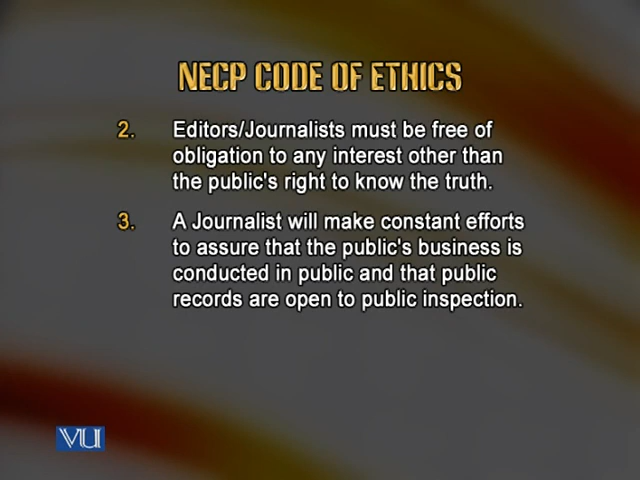 NECP CODE OF ETHICS
2. Editors/Journalists must be free of
obligation to any interest other than
the public's right to know the truth.
3. A Journalist will make constant efforts
to assure that the public's business is
conducted in public and that public
records are open to public inspection.
VU